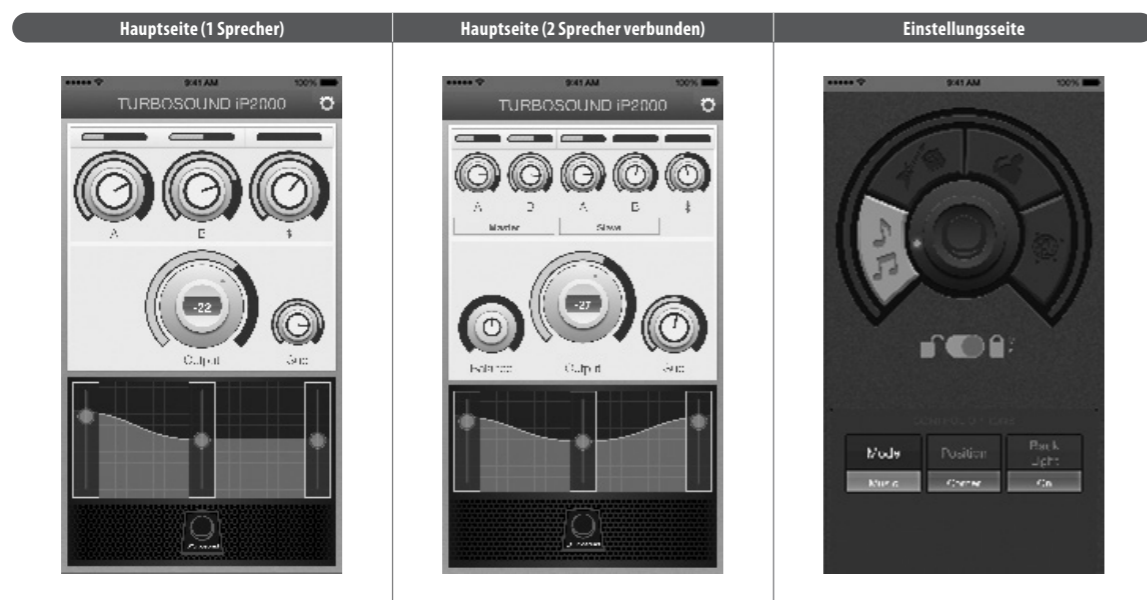 Hauptseite (1 Sprecher)
Hauptseite (2 Sprecher verbunden)
Einstellungsseite
9:41 AM 100%
TURBOSOUND iP2000
A B
-22
Output Sub
9:41 AM 100%
TURBOSOUND iP2000
A B A B
Master Slave
-27
Balance Output Sub
9:41 AM 100%
Mode Position Back
Light
Music Corner On